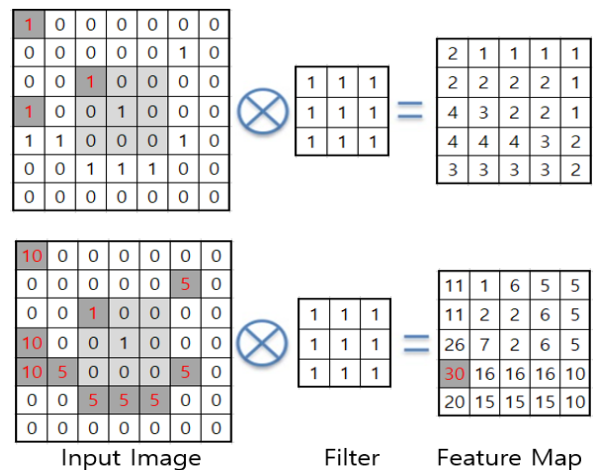 1 0 0 0 0 0 0
0 0 0 0 0 1 0
0 0 1 0 0 0 0
1 0 0 1 0 0 0
1 1 0 0 0 1 0
0 0 1 1 1 0 0
0 0 0 0 0 0 0
1 1 1
1 1 1
1 1 1
=
2 1 1 1 1
2 2 2 2 1
4 3 2 2 1
4 4 4 3 2
3 3 3 3 2
10 0 0 0 0 0 0
0 0 0 0 0 5 0
0 0 1 0 0 0 0
10 0 0 1 0 0 0
10 5 0 0 0 5 0
0 0 5 5 5 0 0
0 0 0 0 0 0 0
1 1 1
1 1 1
1 1 1
=
11 1 6 5 5
11 2 2 6 5
26 7 2 6 5
30 16 16 16 10
20 15 15 15 10
Input Image Filter Feature Map